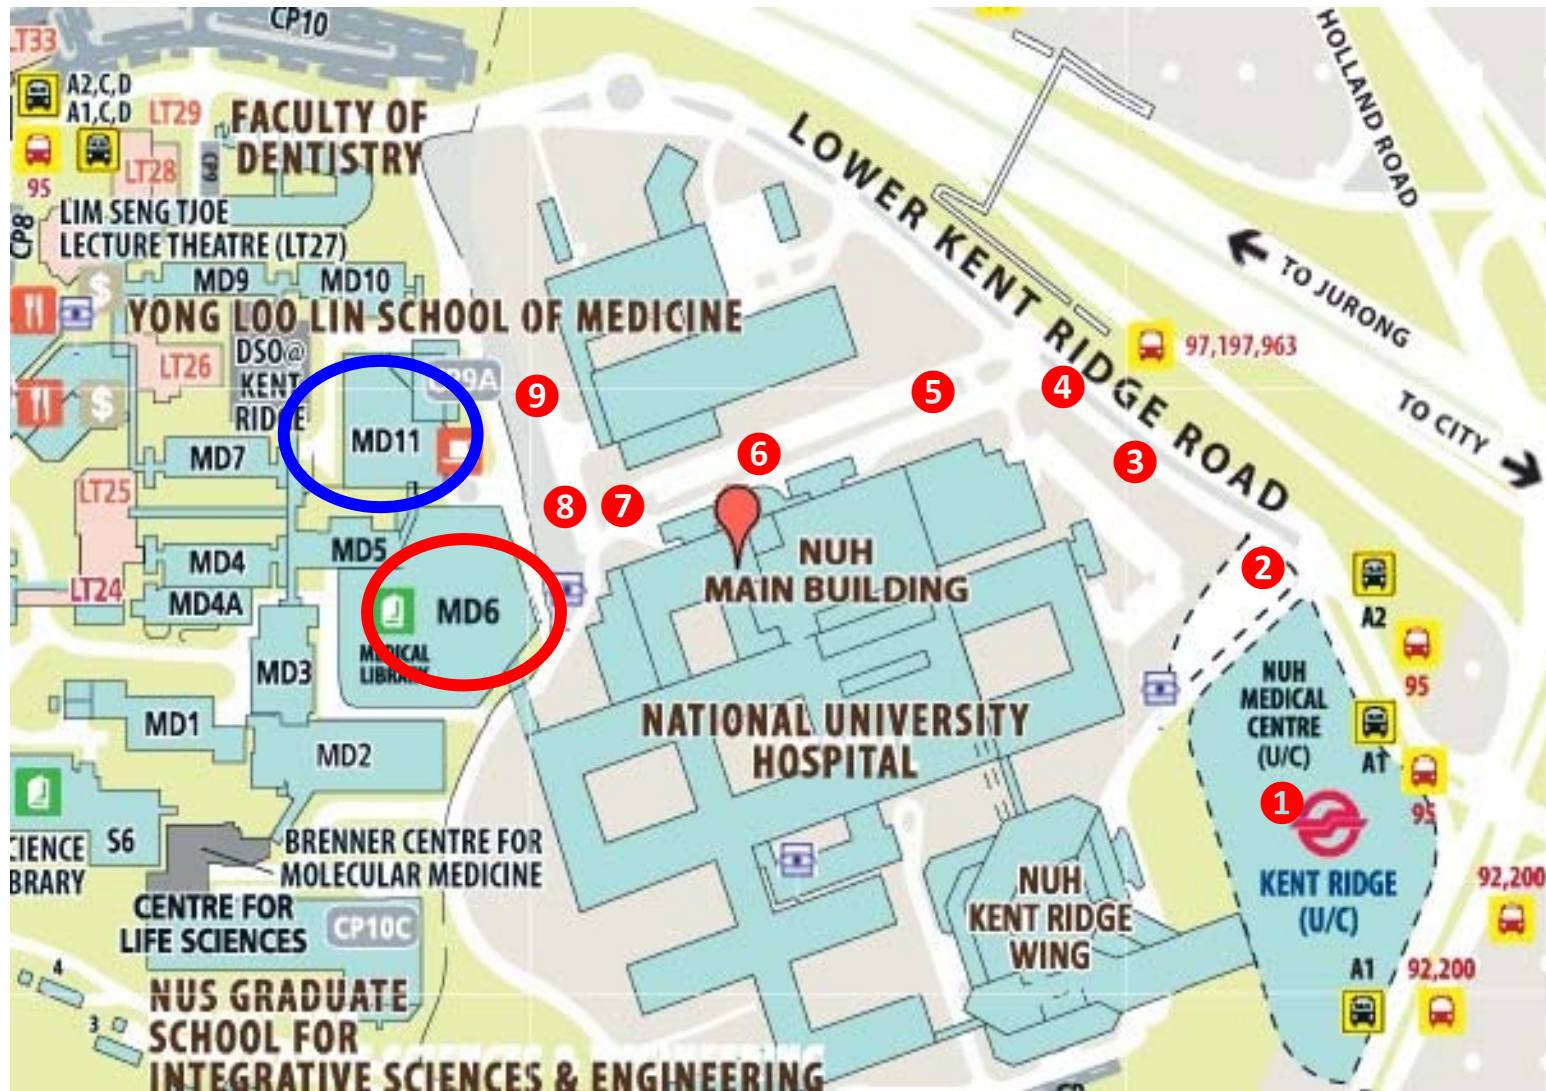 CP10
LT33
A2,C,D
A1,C,D
LT29
95
LT28
CP9
FACULTY OF
DENTISTRY
CP8
LIM SENG TJOE
LECTURE THEATRE (LT27)
MD9
MD10
$
YONG LOO LIN SCHOOL OF MEDICINE
LT26
DSO@
KENT
RIDGE
CP9A
$
MD11
MD7
LT25
MD5
MD4
LT24
MD4A
MD6
MEDICAL
LIBRARY
MD3
MD1
MD2
S6
CIENCE
BRARY
BRENNER CENTRE FOR
MOLECULAR MEDICINE
CENTRE FOR
LIFE SCIENCES
CP10C
4
3
NUS GRADUATE
SCHOOL FOR
INTEGRATIVE SCIENCES & ENGINEERING
LOWER KENT RIDGE ROAD
HOLLAND ROAD
TO JURONG
TO CITY
97,197,963
9
5
4
6
3
8
7
2
NUH
MAIN BUILDING
NATIONAL UNIVERSITY
HOSPITAL
NUH
KENT RIDGE
WING
A2
95
NUH
MEDICAL
CENTRE
(U/C)
A1
95
1
KENT RIDGE
(U/C)
92,200
A1
92,200
CP